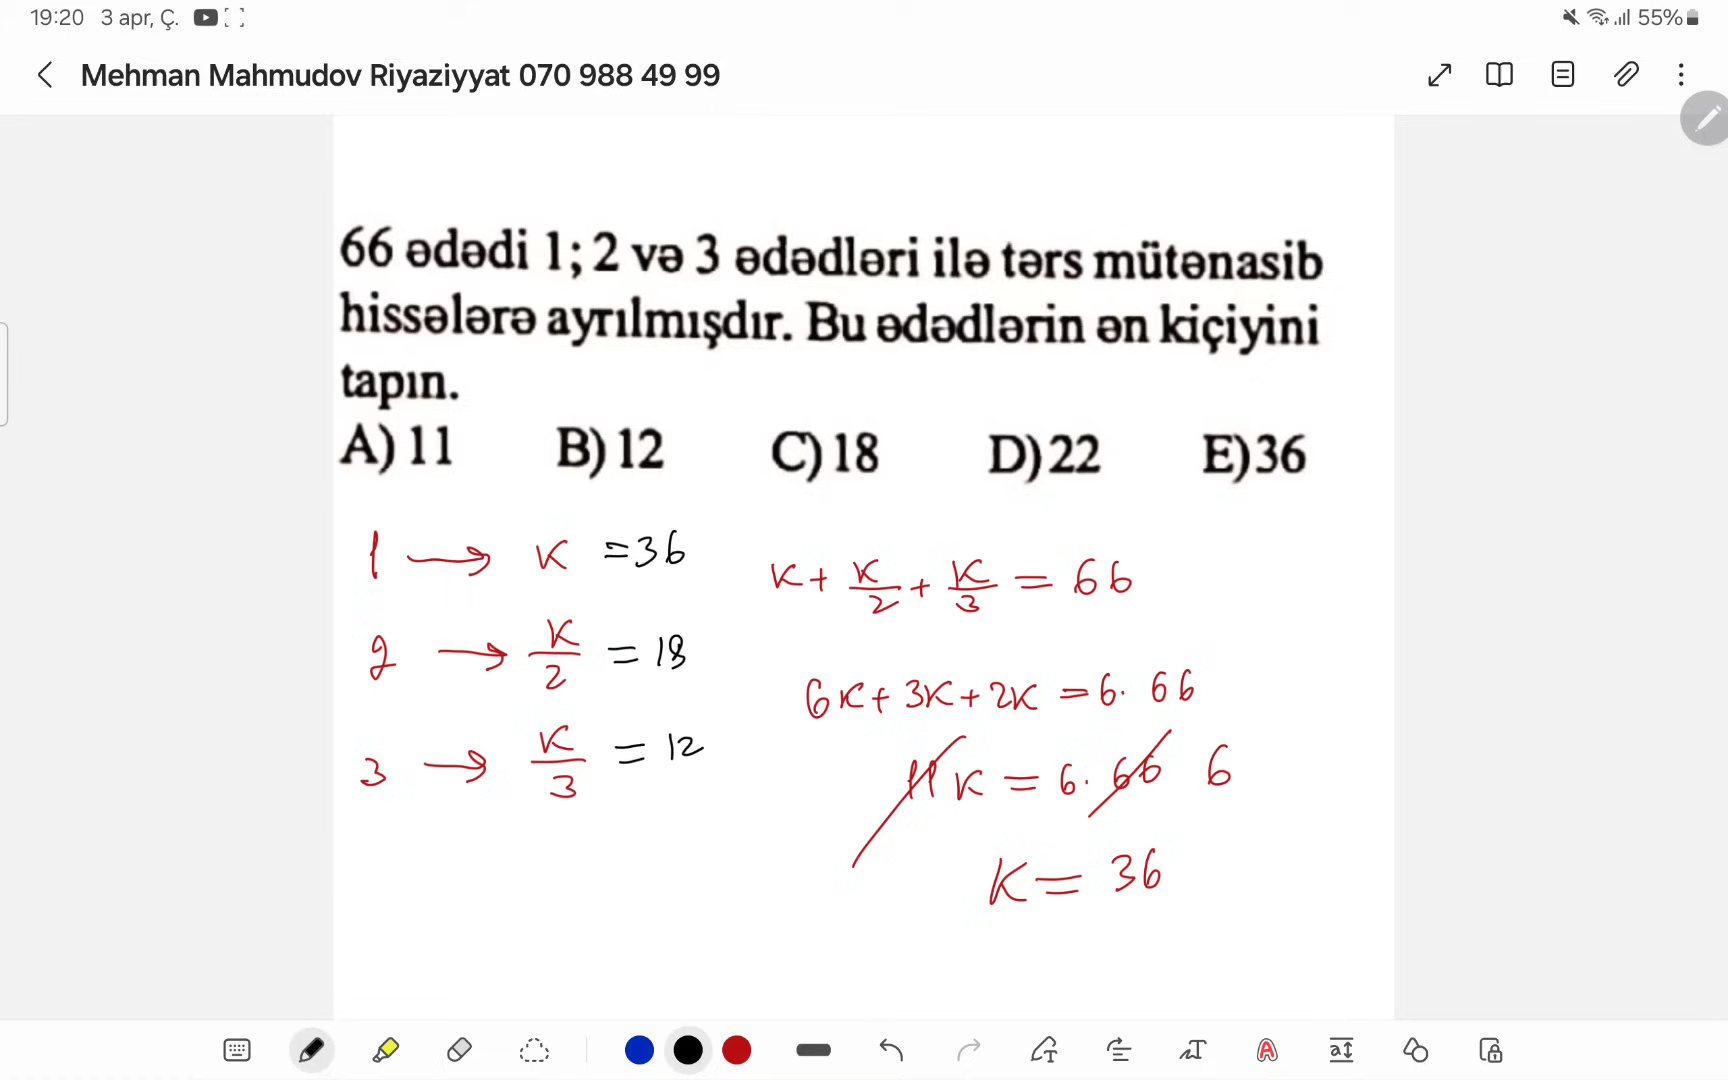 19:20 3 apr, Ç. 55%
Mehman Mahmudov Riyaziyyat 070 988 49 99
66 ədədi 1; 2 və 3 ədədləri ilə tərs mütənasib
hissələrə ayrılmışdır. Bu ədədlərin ən kiçiyini
tapın.
A) 11 B) 12 C) 18 D) 22 E) 36
1 → K = 36
2 → K/2 = 18
3 → K/3 = 12
K + K/2 + K/3 = 66
6K + 3K + 2K = 6. 66
11K = 6. 66 6
K = 36